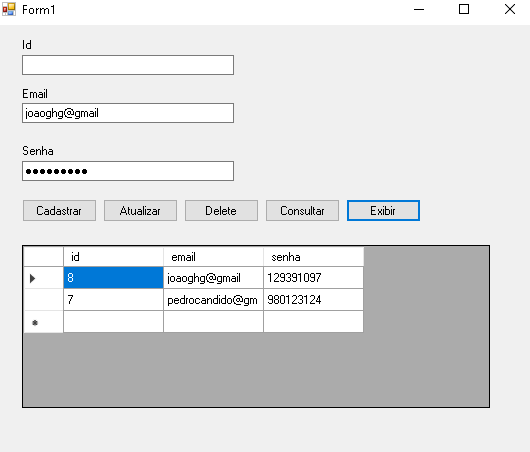 Form1
Id
Email
joaoghg@gmail
Senha
●●●●●●●●●
Cadastrar Atualizar Delete Consultar Exibir
id email senha
8 joaoghg@gmail 129391097
7 pedrocandido@gm 980123124